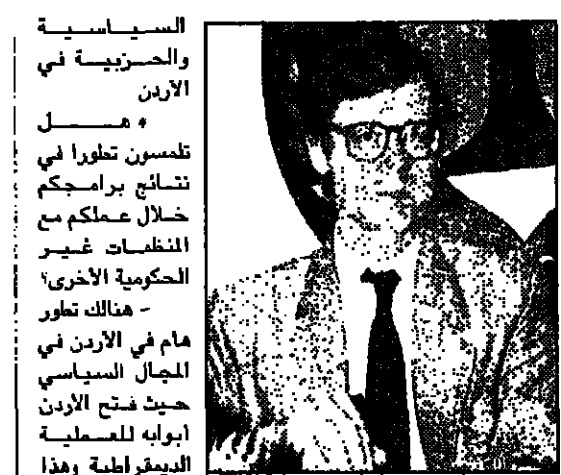 السياسية
والحزبية في
الأردن
* هل
تلمسون تطورا في
نتائج برامجكم
خلال عملكم مع
المنظمات غير
الحكومية الأخرى؟
- هنالك تطور
هام في الأردن في
المجال السياسي
حيث فتح الأردن
أبوابه للعملية
الديمقراطية وهذا